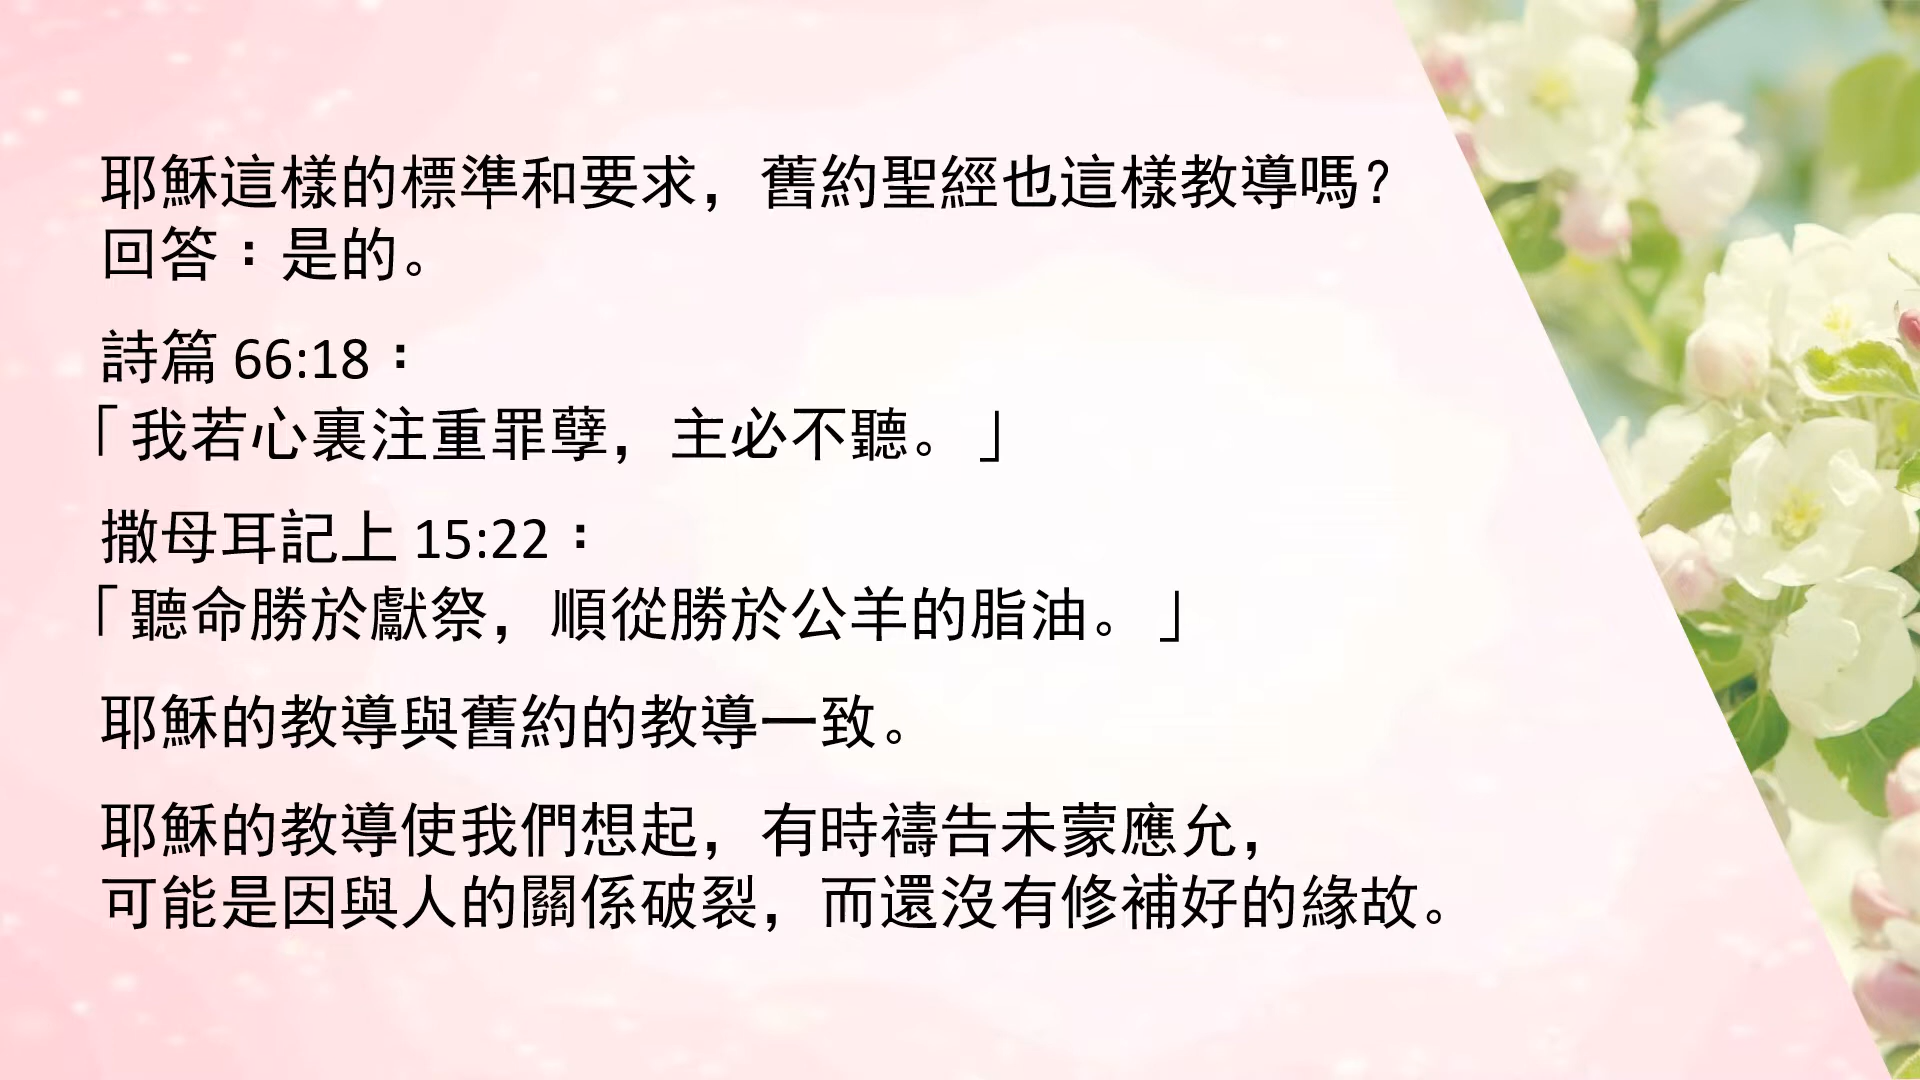 耶穌這樣的標準和要求，舊約聖經也這樣教導嗎？
回答：是的。
詩篇 66:18：
「我若心裏注重罪孽，主必不聽。」
撒母耳記上 15:22：
「聽命勝於獻祭，順從勝於公羊的脂油。」
耶穌的教導與舊約的教導一致。
耶穌的教導使我們想起，有時禱告未蒙應允，
可能是因與人的關係破裂，而還沒有修補好的緣故。